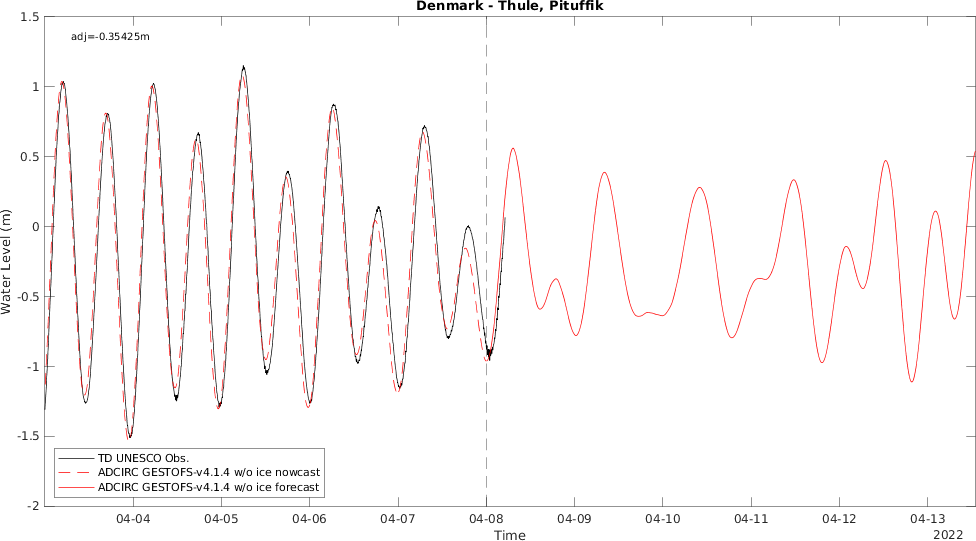 Denmark - Thule, Pituffik
adj=-0.35425m
Water Level (m)
1.5
1
0.5
0
-0.5
-1
-1.5
-2
TD UNESCO Obs.
ADCIRC GESTOFS-v4.1.4 w/o ice nowcast
ADCIRC GESTOFS-v4.1.4 w/o ice forecast
04-04 04-05 04-06 04-07 04-08 04-09 04-10 04-11 04-12 04-13
Time
2022